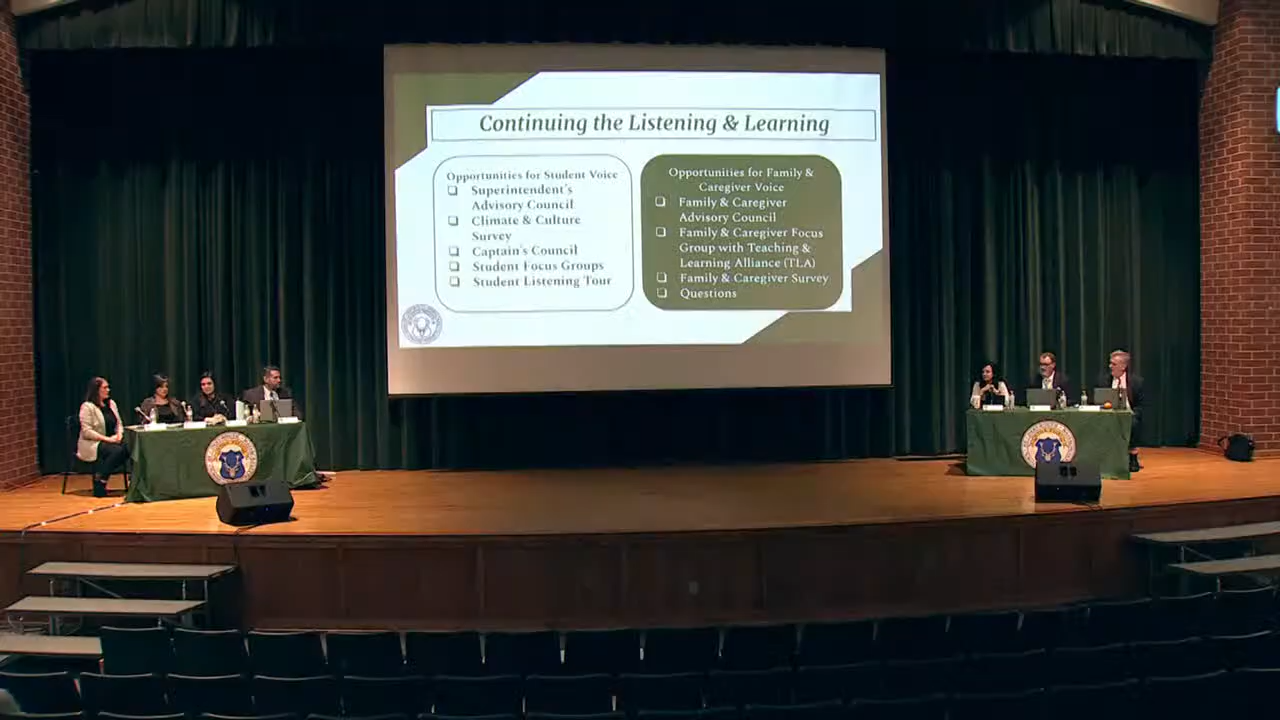 Continuing the Listening & Learning
Opportunities for Student Voice
❏ Superintendent's
Advisory Council
❏ Climate & Culture
Survey
❏ Captain's Council
❏ Student Focus Groups
❏ Student Listening Tour
Opportunities for Family &
Caregiver Voice
❏ Family & Caregiver
Advisory Council
❏ Family & Caregiver Focus
Group with Teaching &
Learning Alliance (TLA)
❏ Family & Caregiver Survey
❏ Questions